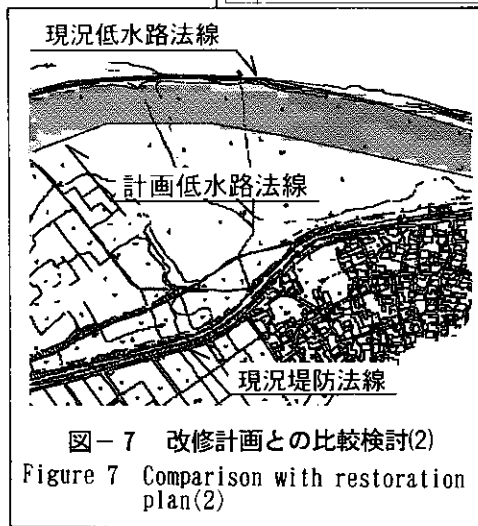 現況低水路法線
計画低水路法線
現況堤防法線
図－7 改修計画との比較検討(2)
Figure 7 Comparison with restoration
plan(2)